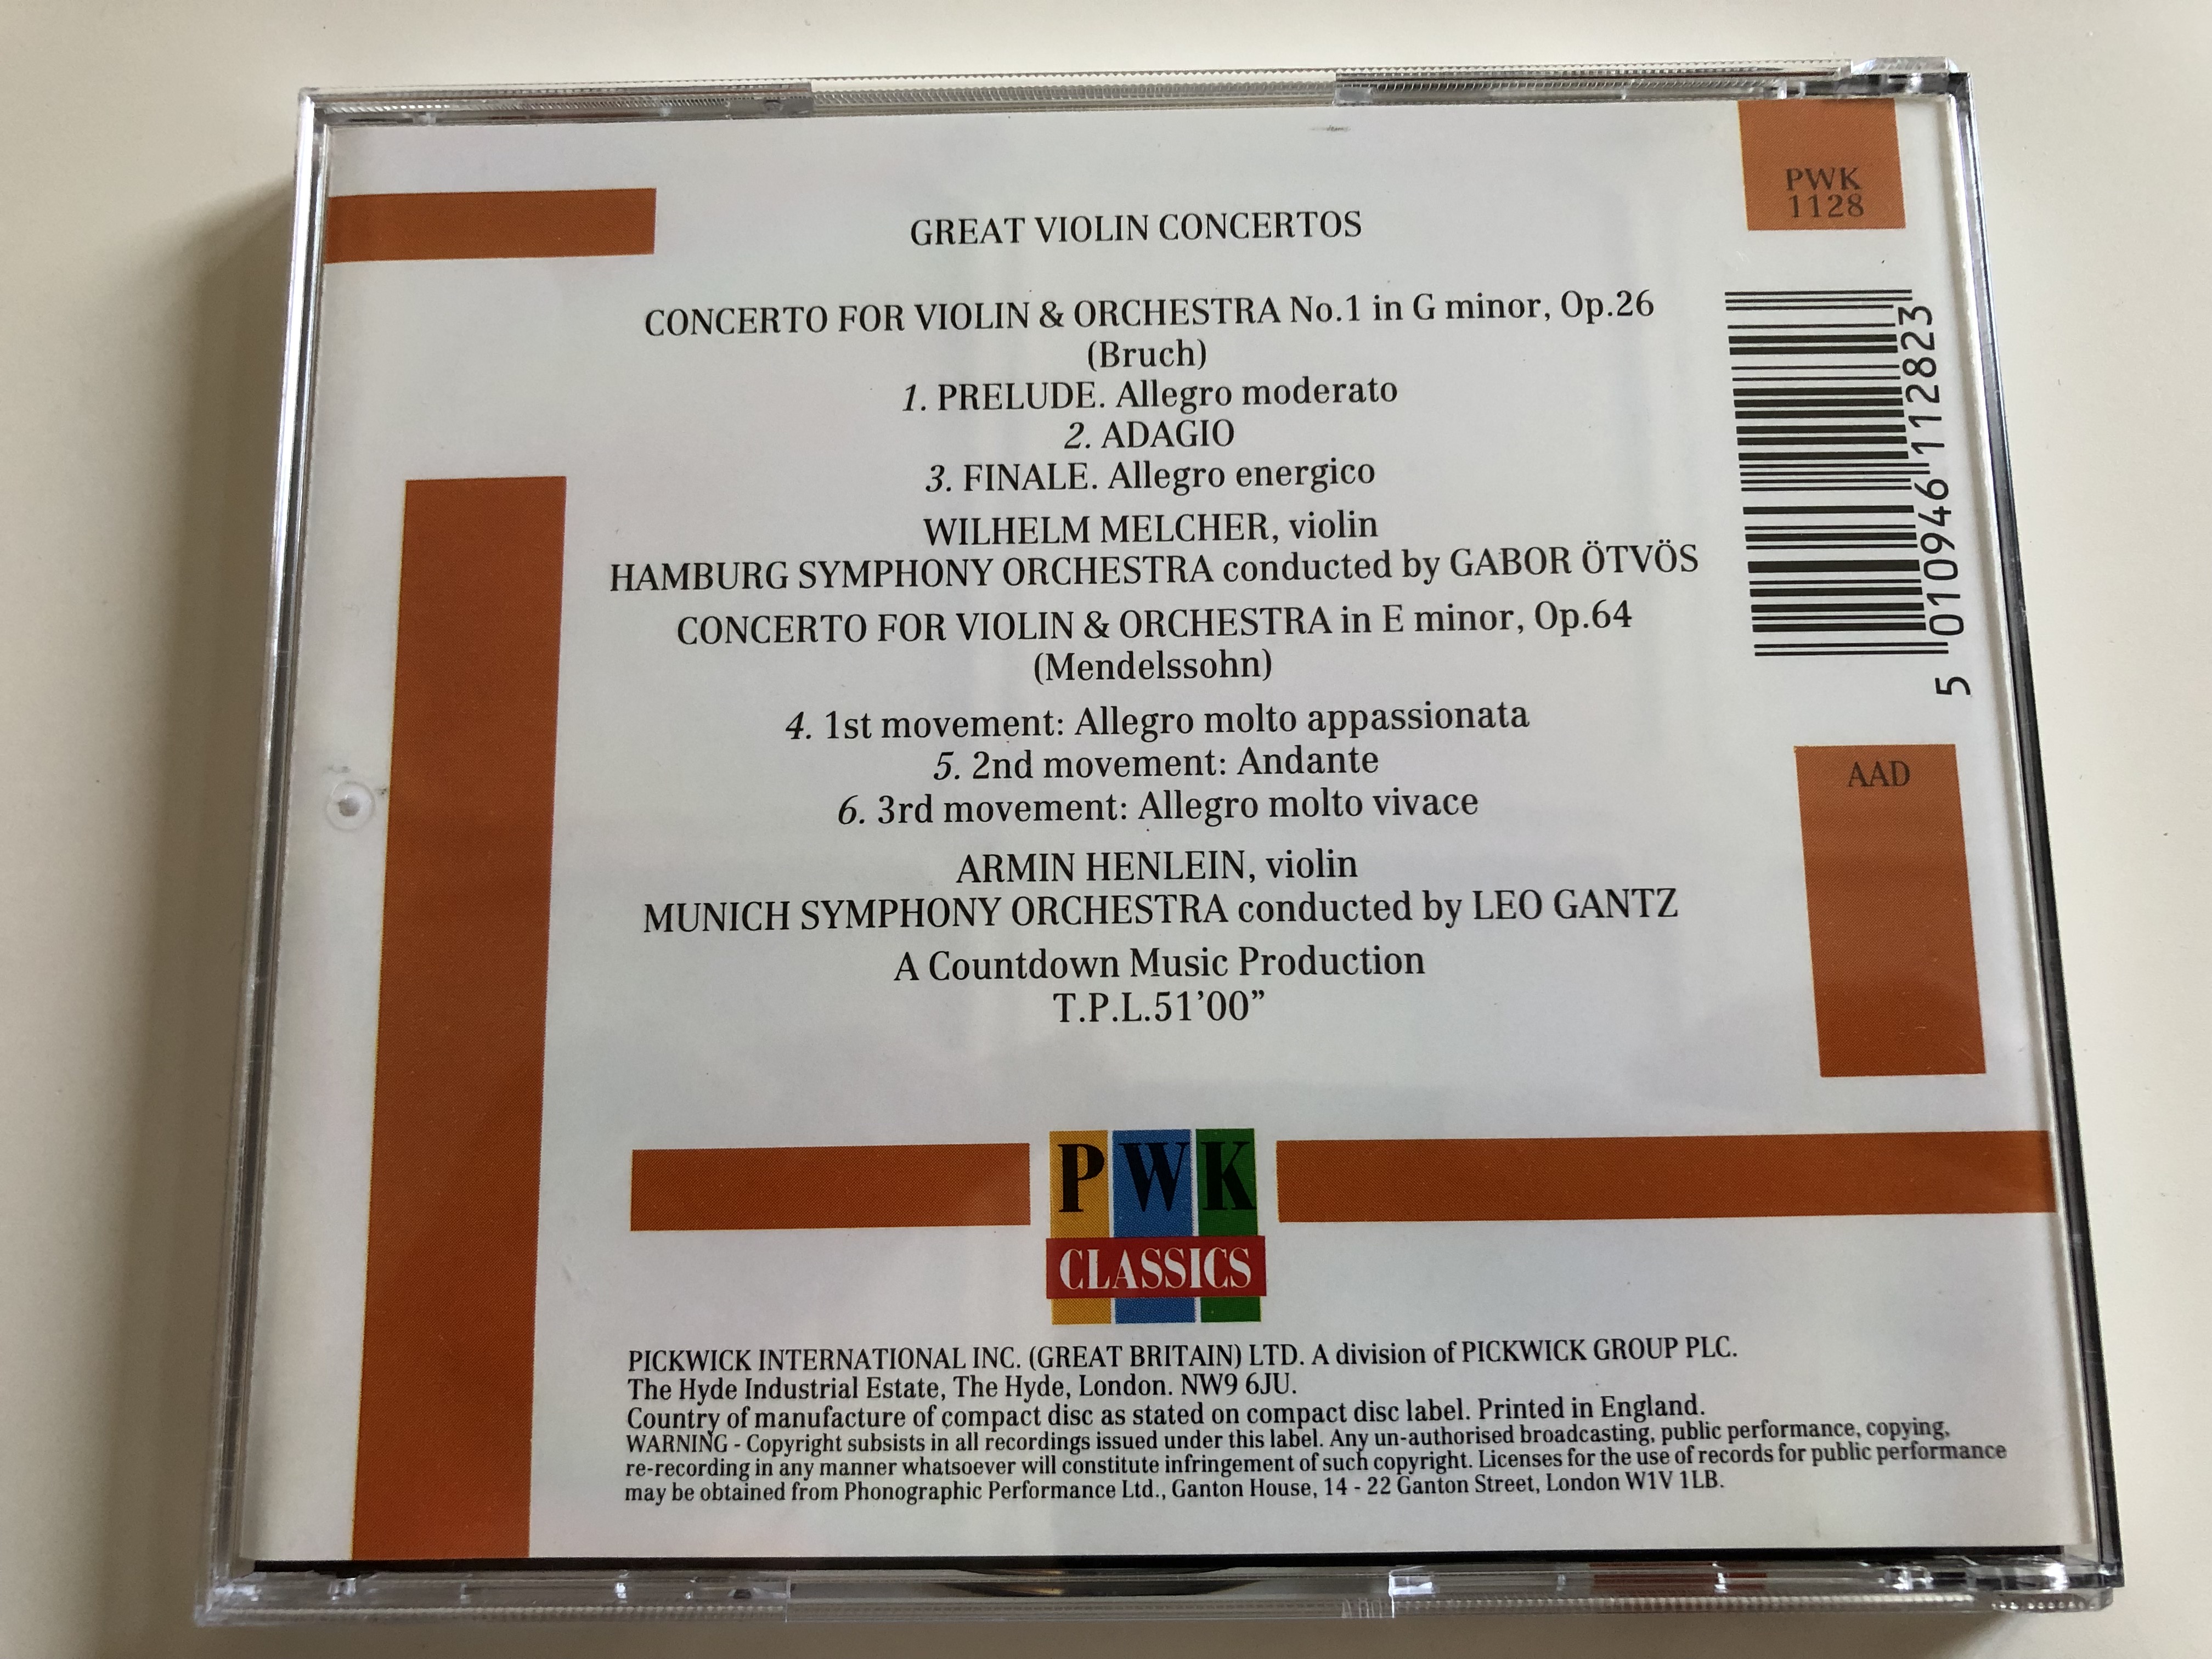 PWK
1128
GREAT VIOLIN CONCERTOS
CONCERTO FOR VIOLIN & ORCHESTRA No.1 in G minor, Op.26
(Bruch)
1. PRELUDE. Allegro moderato
2. ADAGIO
3. FINALE. Allegro energico
WILHELM MELCHER, violin
HAMBURG SYMPHONY ORCHESTRA conducted by GABOR ÖTVÖS
CONCERTO FOR VIOLIN & ORCHESTRA in E minor, Op.64
(Mendelssohn)
4. 1st movement: Allegro molto appassionata
5. 2nd movement: Andante
6. 3rd movement: Allegro molto vivace
ARMIN HENLEIN, violin
MUNICH SYMPHONY ORCHESTRA conducted by LEO GANTZ
A Countdown Music Production
T.P.L.51’00”
5 010946 112823
AAD
PWK
CLASSICS
PICKWICK INTERNATIONAL INC. (GREAT BRITAIN) LTD. A division of PICKWICK GROUP PLC.
The Hyde Industrial Estate, The Hyde, London. NW9 6JU.
Country of manufacture of compact disc as stated on compact disc label. Printed in England.
WARNING - Copyright subsists in all recordings issued under this label. Any un-authorised broadcasting, public performance, copying,
re-recording in any manner whatsoever will constitute infringement of such copyright. Licenses for the use of records for public performance
may be obtained from Phonographic Performance Ltd., Ganton House, 14 - 22 Ganton Street, London W1V 1LB.